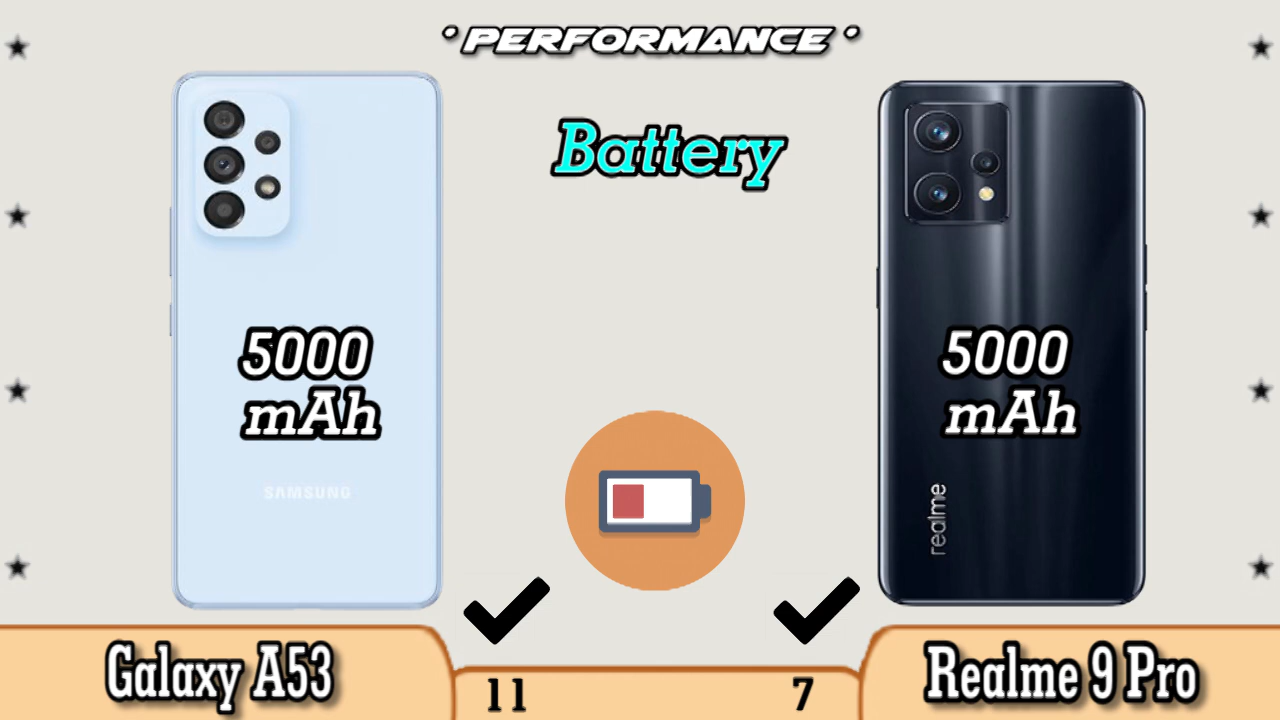 * PERFORMANCE *
Battery
5000
mAh
5000
mAh
SAMSUNG
realme
Galaxy A53
11
7
Realme 9 Pro